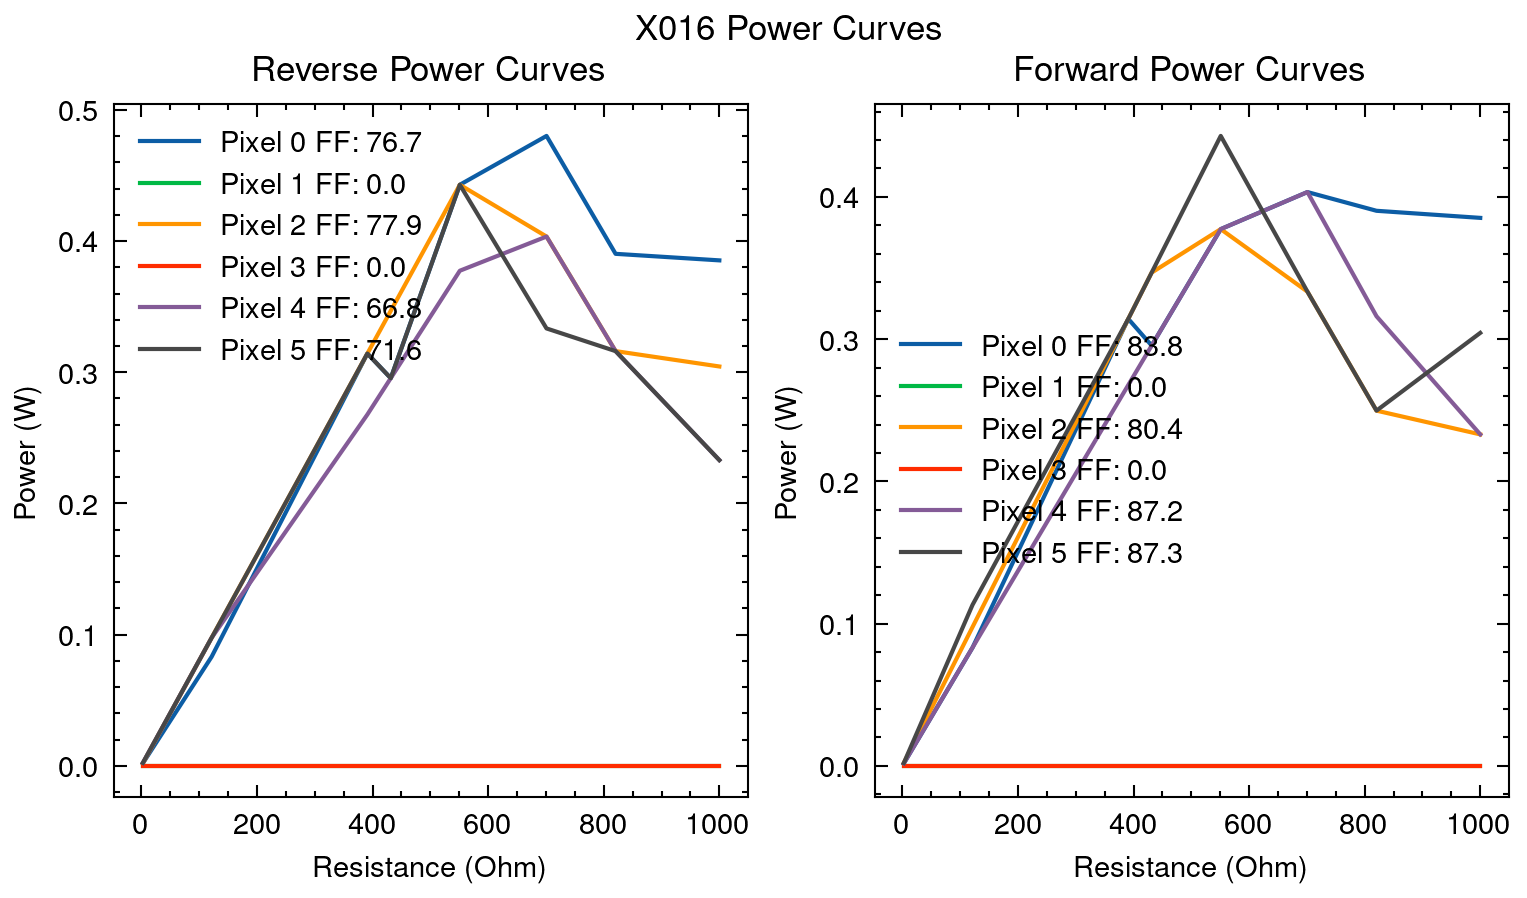 X016 Power Curves
Reverse Power Curves
Power (W)
0.5
0.4
0.3
0.2
0.1
0.0
Pixel 0 FF: 76.7
Pixel 1 FF: 0.0
Pixel 2 FF: 77.9
Pixel 3 FF: 0.0
Pixel 4 FF: 66.8
Pixel 5 FF: 71.6
0 200 400 600 800 1000
Resistance (Ohm)
Forward Power Curves
Power (W)
0.4
0.3
0.2
0.1
0.0
Pixel 0 FF: 83.8
Pixel 1 FF: 0.0
Pixel 2 FF: 80.4
Pixel 3 FF: 0.0
Pixel 4 FF: 87.2
Pixel 5 FF: 87.3
0 200 400 600 800 1000
Resistance (Ohm)